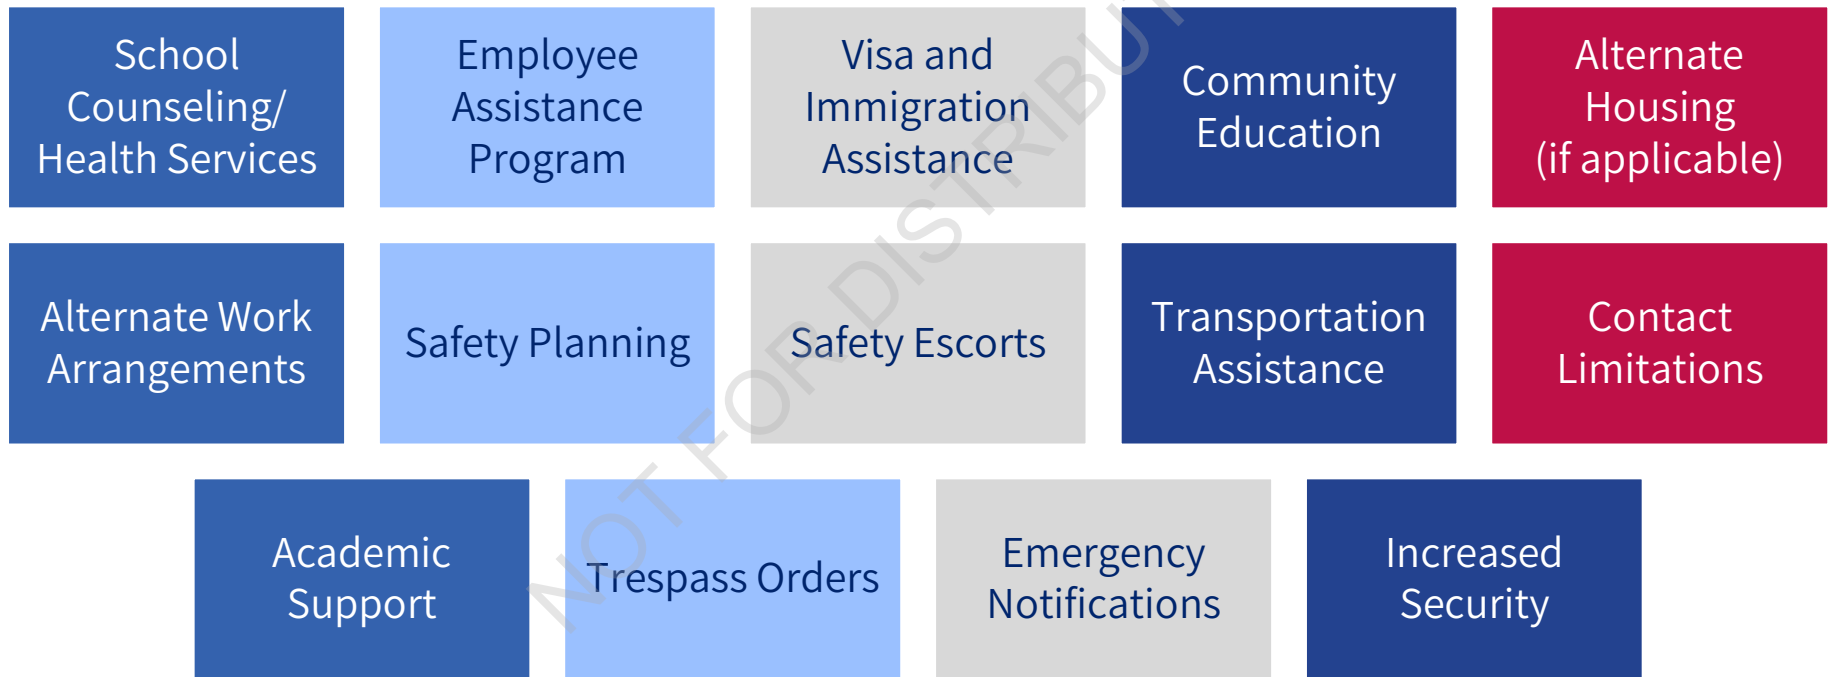 School
Counseling/
Health Services
Employee
Assistance
Program
Visa and
Immigration
Assistance
Community
Education
Alternate
Housing
(if applicable)
Alternate Work
Arrangements
Safety Planning
Safety Escorts
Transportation
Assistance
Contact
Limitations
Academic
Support
Trespass Orders
Emergency
Notifications
Increased
Security
NOT FOR DISTRIBUT